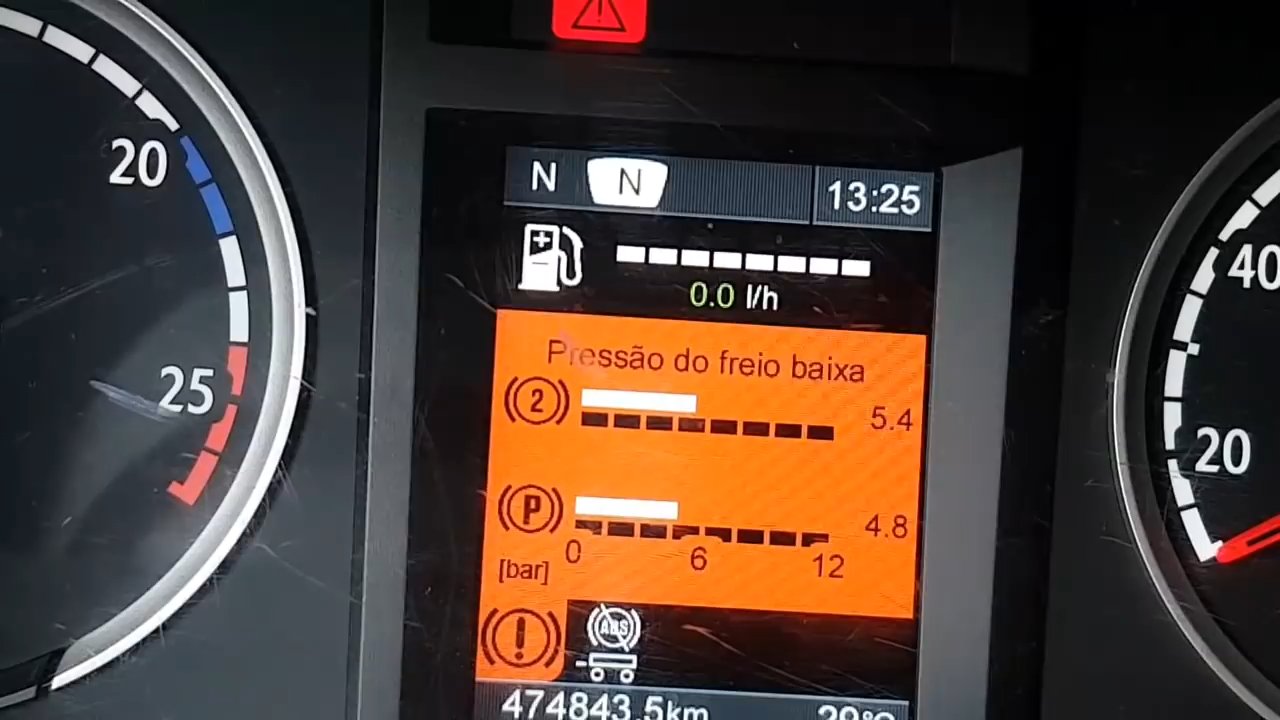 20
25
N N 13:25
0.0 l/h
Pressão do freio baixa
2 5.4
P 4.8
0 6 12
[bar]
!
ABS
474843.5km
40
20